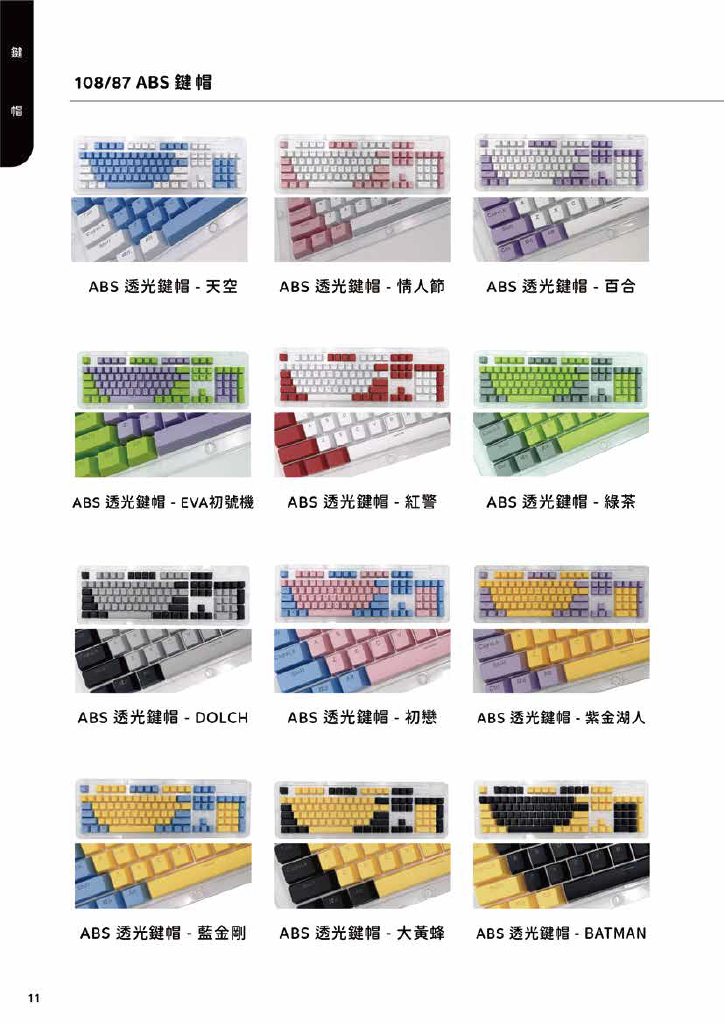 鍵
帽
108/87 ABS 鍵帽
ABS 透光鍵帽 - 天空
ABS 透光鍵帽 - 情人節
ABS 透光鍵帽 - 百合
ABS 透光鍵帽 - EVA初號機
ABS 透光鍵帽 - 紅警
ABS 透光鍵帽 - 綠茶
ABS 透光鍵帽 - DOLCH
ABS 透光鍵帽 - 初戀
ABS 透光鍵帽 - 紫金湖人
ABS 透光鍵帽 - 藍金剛
ABS 透光鍵帽 - 大黃蜂
ABS 透光鍵帽 - BATMAN
11